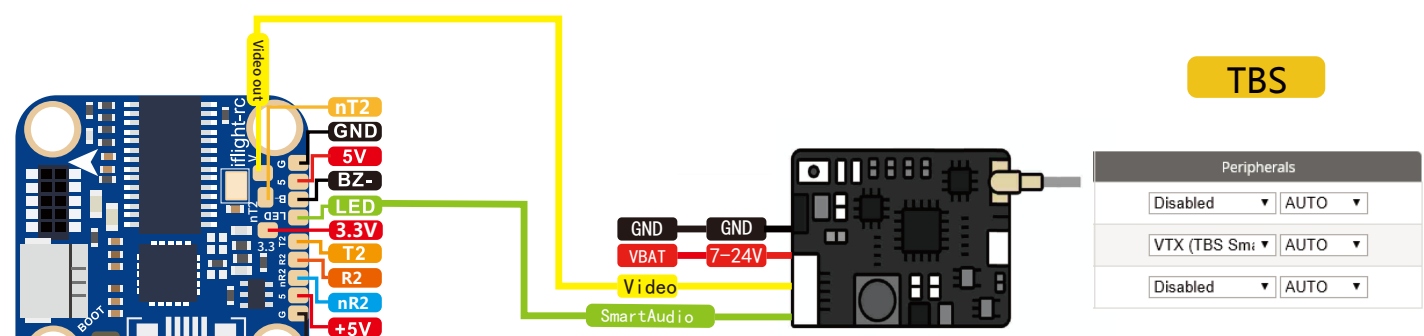 Video out
TBS
nT2
GND
5V
BZ-
LED
3.3V
T2
R2
nR2
+5V
iflight-rc
V
G
5
B
LED
nT2
3.3
T2
R2
nR2
5
G
BOOT
GND GND
VBAT 7-24V
Video
SmartAudio
Peripherals
Disabled AUTO
VTX (TBS Sma AUTO
Disabled AUTO